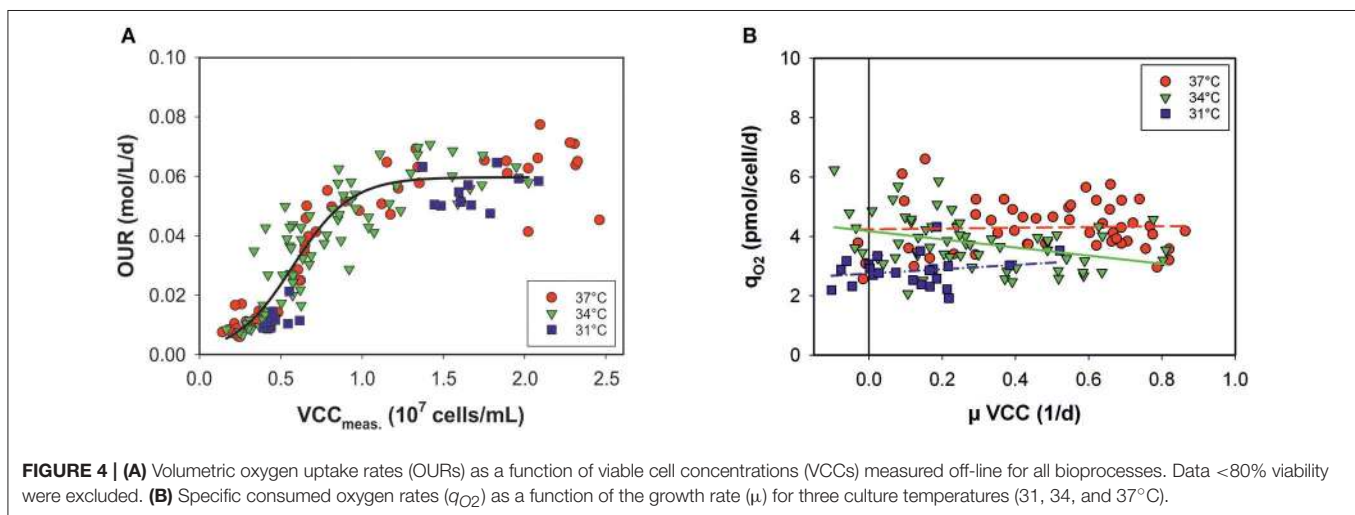 A
OUR (mol/L/d)
0.10
0.08
0.06
0.04
0.02
0.00
37°C
34°C
31°C
0.0 0.5 1.0 1.5 2.0 2.5
VCCmeas. (10⁷ cells/mL)
B
qO2 (pmol/cell/d)
10
8
6
4
2
0
37°C
34°C
31°C
0.0 0.2 0.4 0.6 0.8 1.0
μ VCC (1/d)
FIGURE 4 | (A) Volumetric oxygen uptake rates (OURs) as a function of viable cell concentrations (VCCs) measured off-line for all bioprocesses. Data <80% viability
were excluded. (B) Specific consumed oxygen rates (qO2) as a function of the growth rate (μ) for three culture temperatures (31, 34, and 37°C).